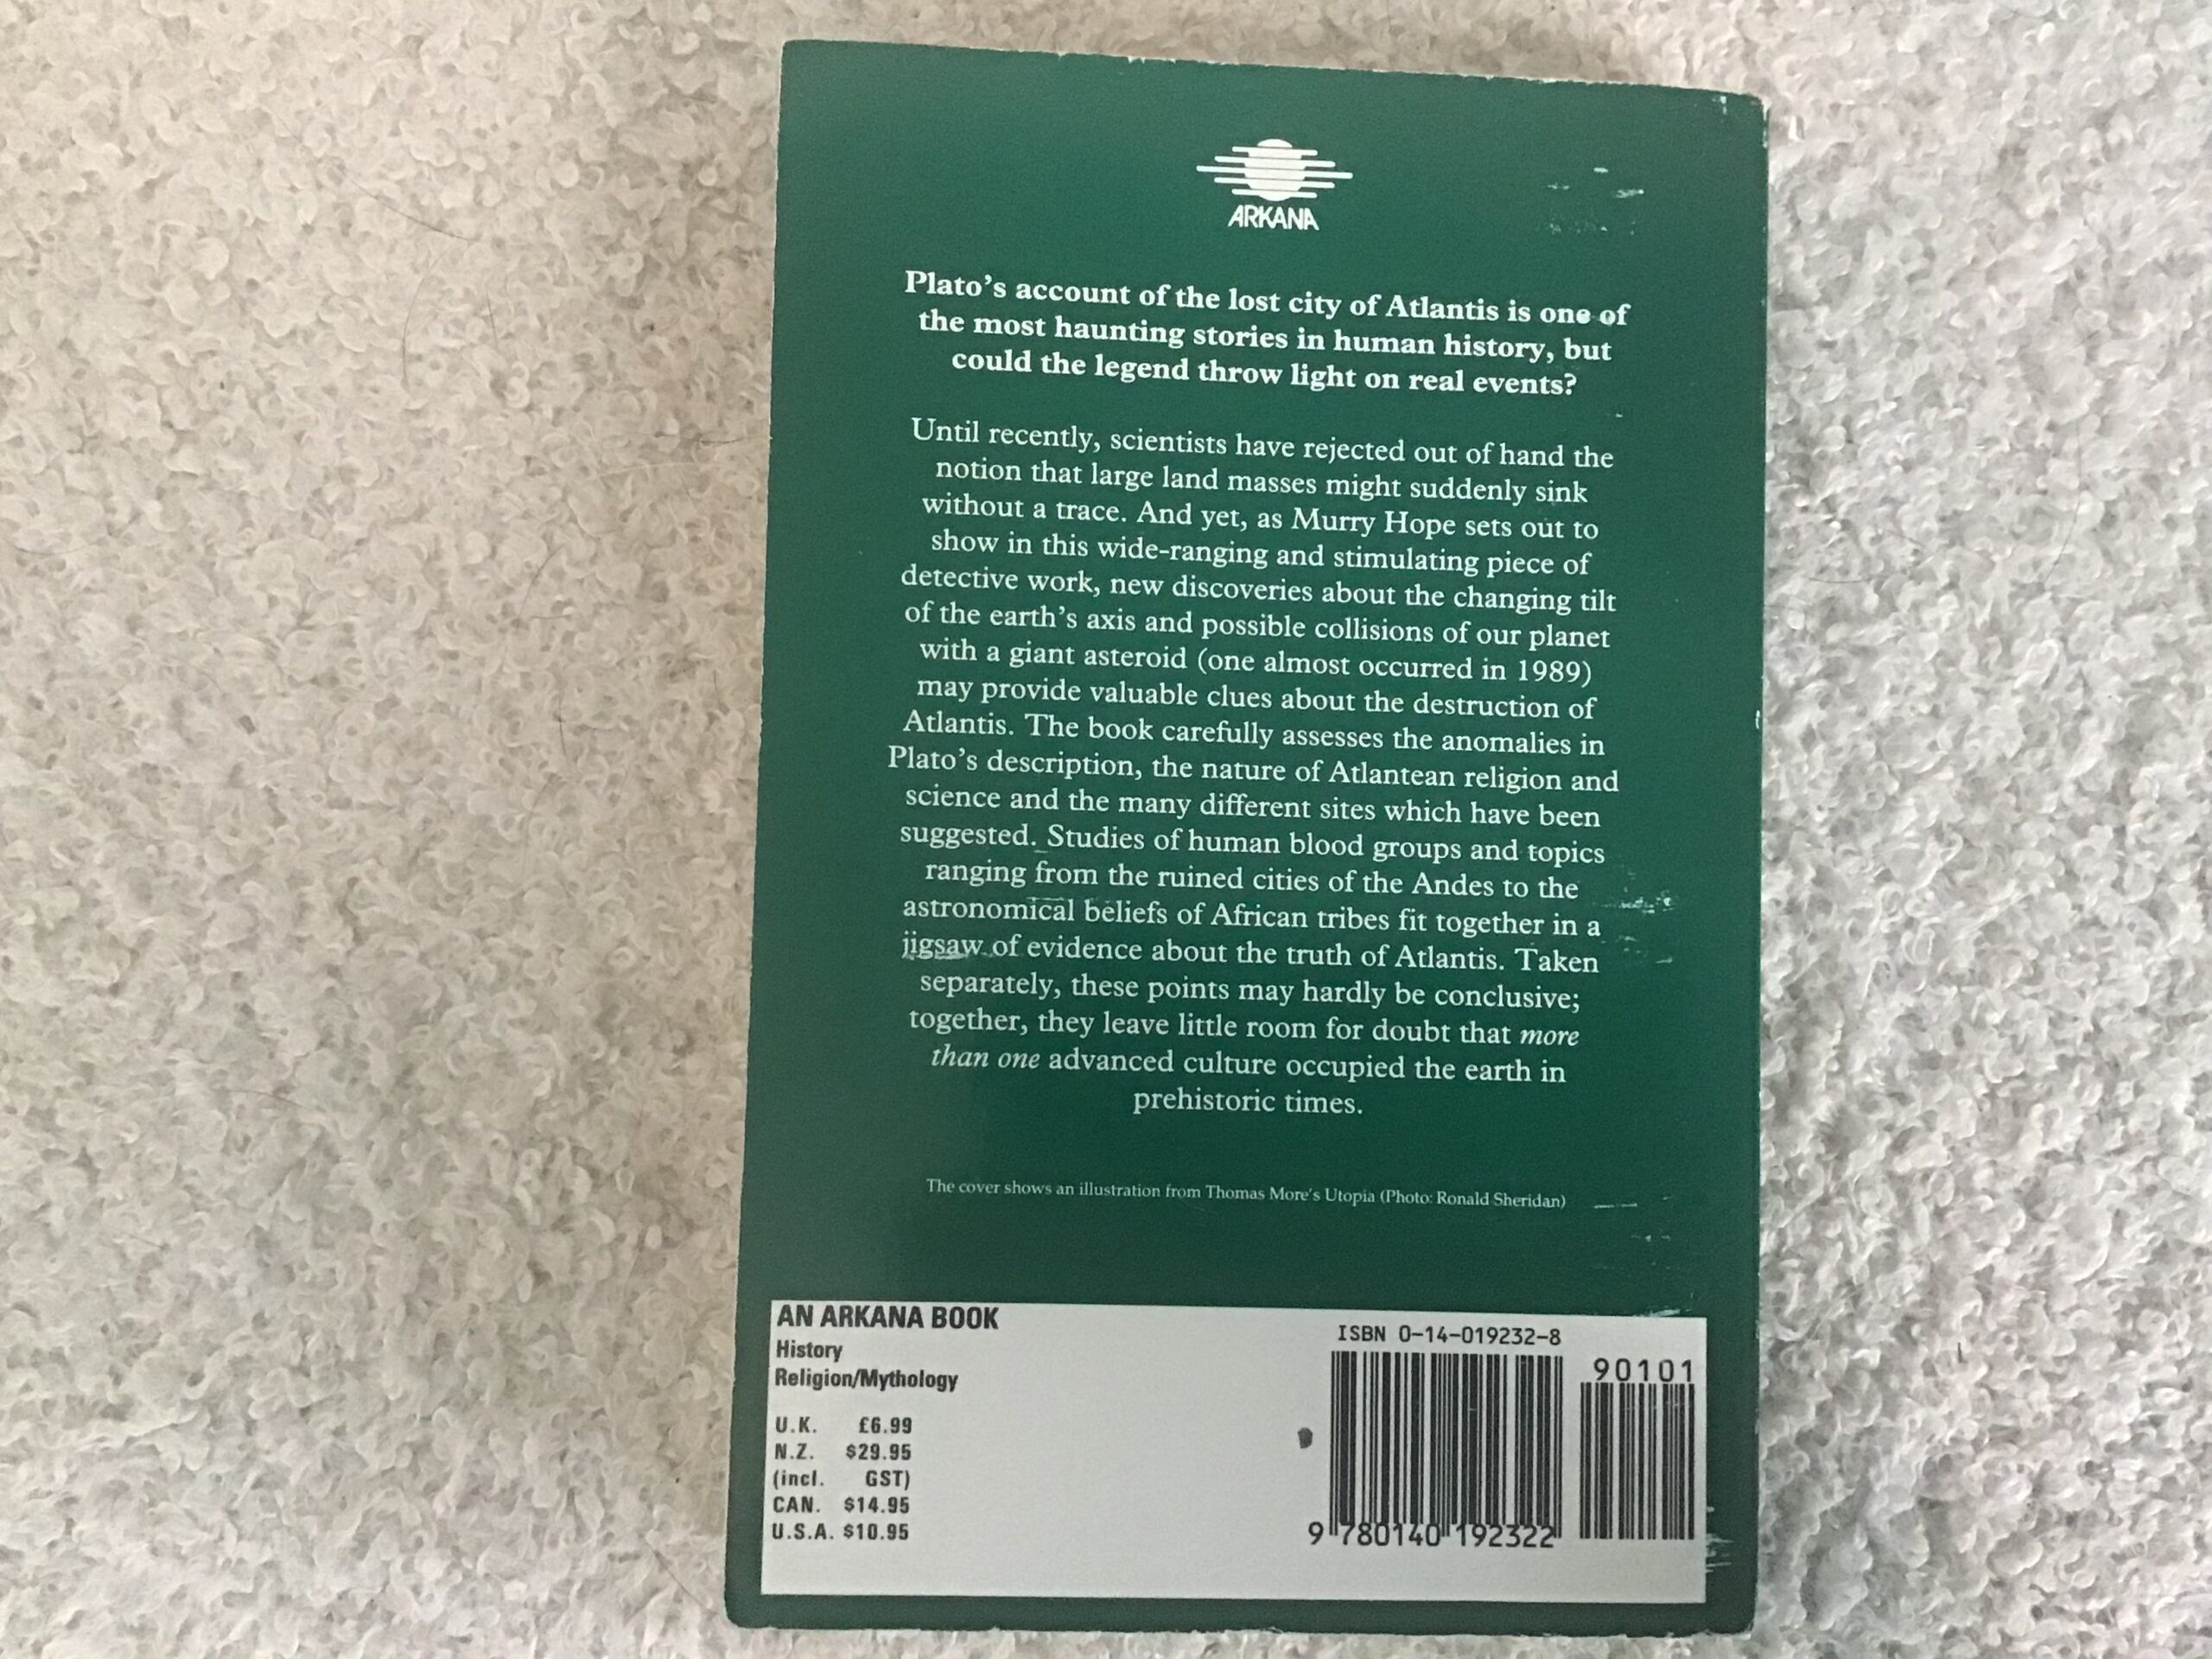 ARKANA
Plato's account of the lost city of Atlantis is one of
the most haunting stories in human history, but
could the legend throw light on real events?
Until recently, scientists have rejected out of hand the
notion that large land masses might suddenly sink
without a trace. And yet, as Murry Hope sets out to
show in this wide-ranging and stimulating piece of
detective work, new discoveries about the changing tilt
of the earth's axis and possible collisions of our planet
with a giant asteroid (one almost occurred in 1989)
may provide valuable clues about the destruction of
Atlantis. The book carefully assesses the anomalies in
Plato's description, the nature of Atlantean religion and
science and the many different sites which have been
suggested. Studies of human blood groups and topics
ranging from the ruined cities of the Andes to the
astronomical beliefs of African tribes fit together in a
jigsaw of evidence about the truth of Atlantis. Taken
separately, these points may hardly be conclusive;
together, they leave little room for doubt that more
than one advanced culture occupied the earth in
prehistoric times.
The cover shows an illustration from Thomas More's Utopia (Photo: Ronald Sheridan)
AN ARKANA BOOK
History
Religion/Mythology
U.K. £6.99
N.Z. $29.95
(incl. GST)
CAN. $14.95
U.S.A. $10.95
ISBN 0-14-019232-8
90101
9 780140 192322